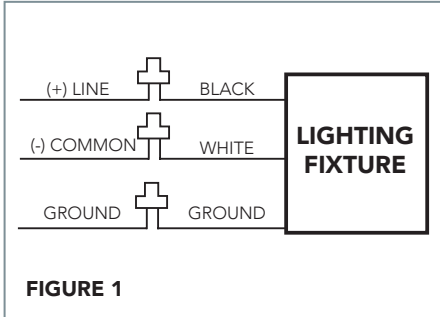 (+) LINE BLACK
(-) COMMON WHITE
LIGHTING
FIXTURE
GROUND GROUND
FIGURE 1